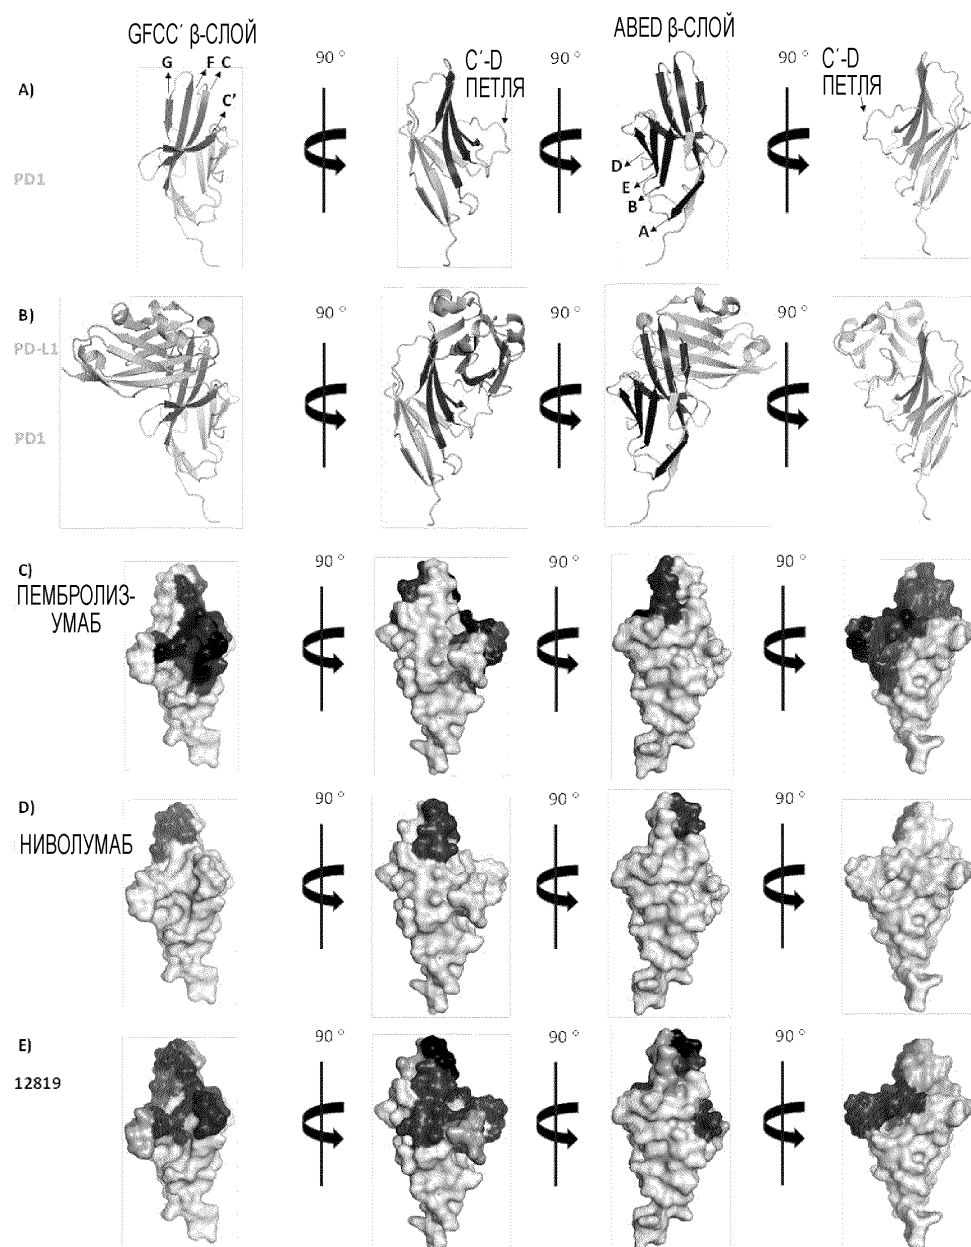 GFCC´ β-СЛОЙ
ABED β-СЛОЙ
A)
G
F
C
C'
90 °
C´-D
ПЕТЛЯ
90 °
90 °
C´-D
ПЕТЛЯ
D
E
B
A
PD1
B)
90 °
90 °
90 °
PD-L1
PD1
C)
90 °
90 °
90 °
ПЕМБРОЛИЗ-
УМАБ
D)
90 °
90 °
90 °
НИВОЛУМАБ
E)
90 °
90 °
90 °
12819